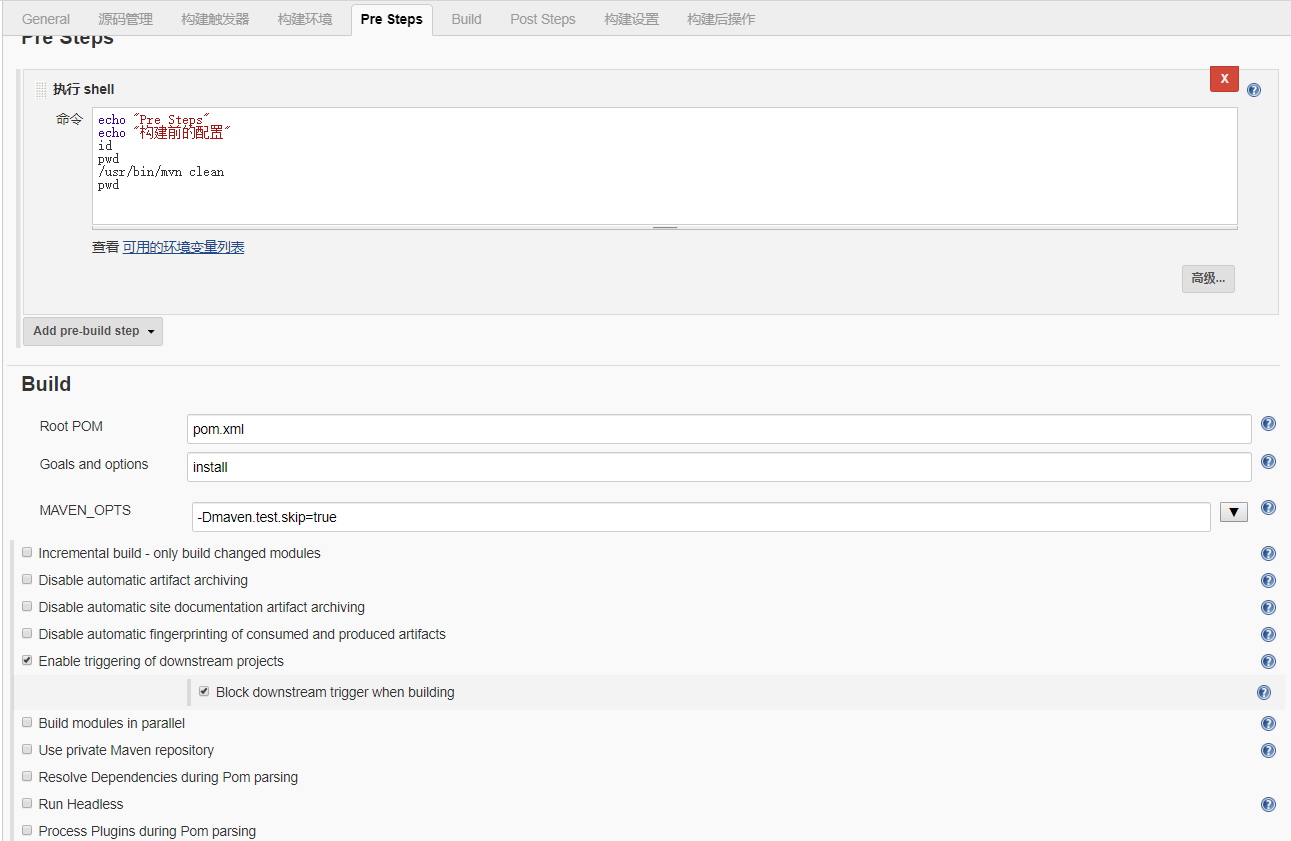 General 源码管理 构建触发器 构建环境 Pre Steps Build Post Steps 构建设置 构建后操作
Pre Steps
执行 shell
X
命令
echo "Pre Steps"
echo "构建前的配置"
id
pwd
/usr/bin/mvn clean
pwd
查看 可用的环境变量列表
高级...
Add pre-build step
Build
Root POM
pom.xml
Goals and options
install
MAVEN_OPTS
-Dmaven.test.skip=true
Incremental build - only build changed modules
Disable automatic artifact archiving
Disable automatic site documentation artifact archiving
Disable automatic fingerprinting of consumed and produced artifacts
Enable triggering of downstream projects
Block downstream trigger when building
Build modules in parallel
Use private Maven repository
Resolve Dependencies during Pom parsing
Run Headless
Process Plugins during Pom parsing